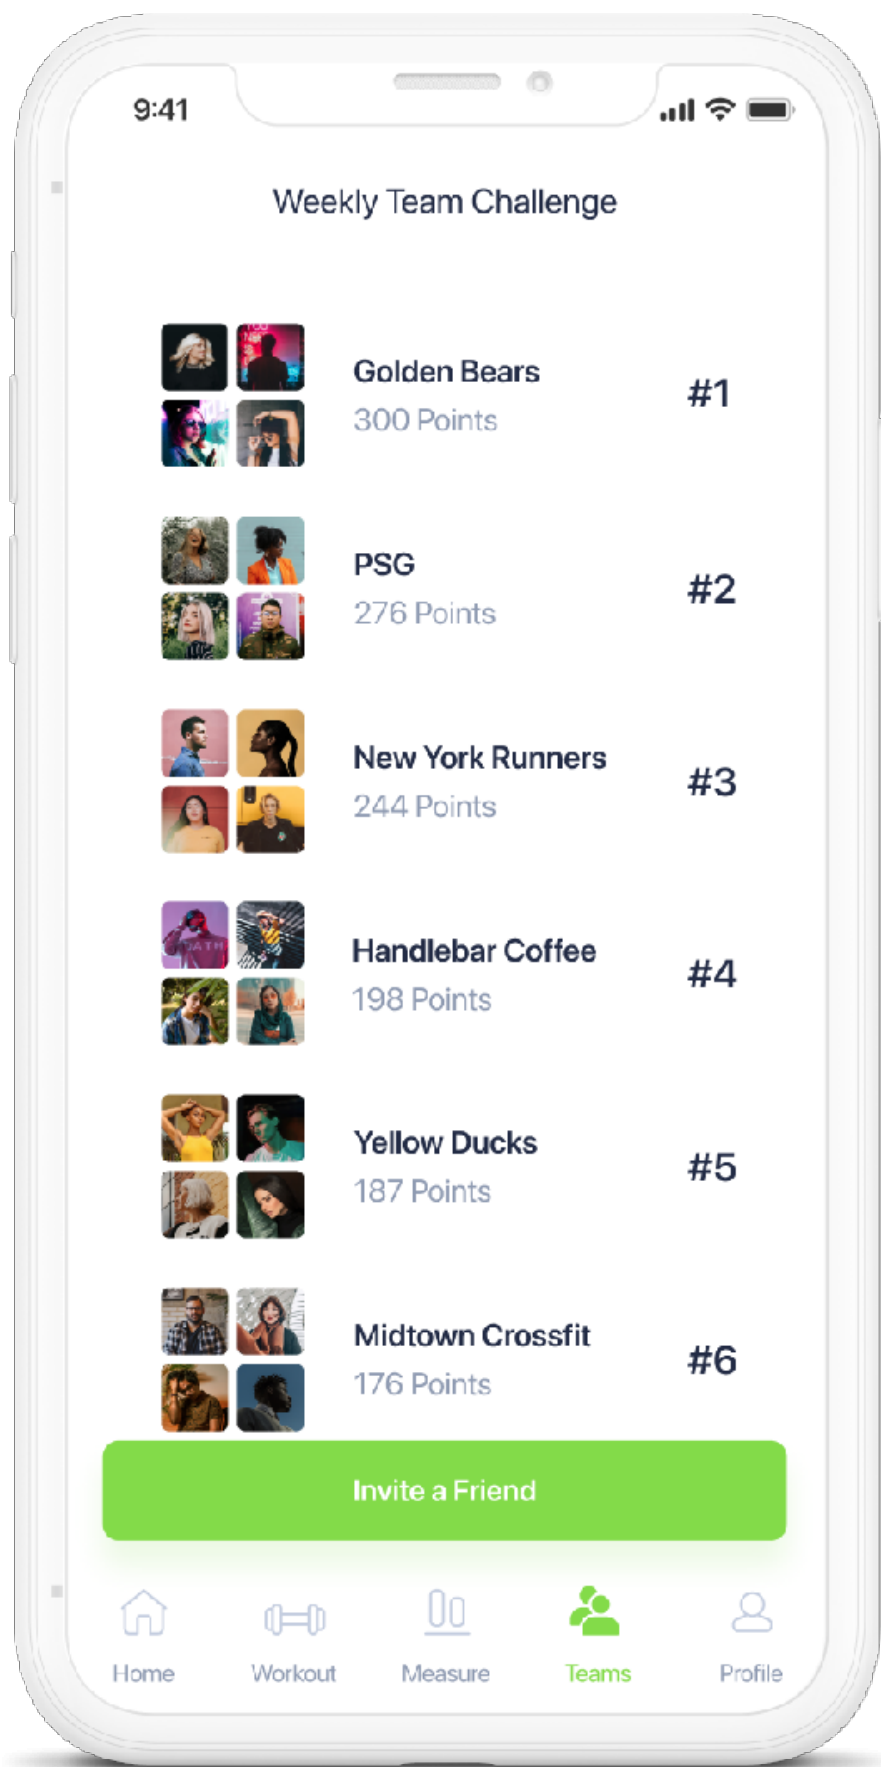 9:41
Weekly Team Challenge
YOU
Golden Bears
300 Points
#1
PSG
276 Points
#2
New York Runners
244 Points
#3
Handlebar Coffee
198 Points
#4
Yellow Ducks
187 Points
#5
Midtown Crossfit
176 Points
#6
Invite a Friend
Home
Workout
Measure
Teams
Profile